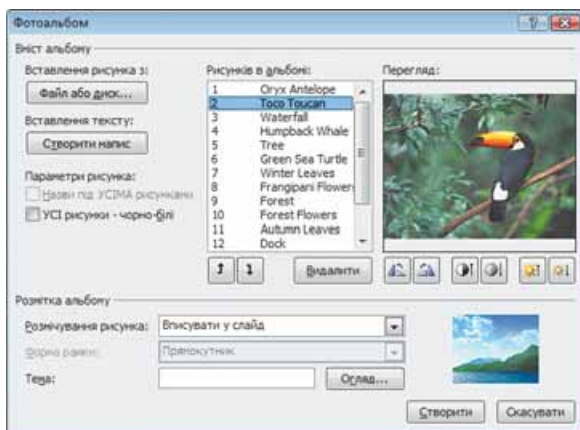 Фотоальбом
Вміст альбому
Вставлення рисунка з:
Файл або диск...
Вставлення тексту:
Створити напис
Параметри рисунка:
Назви під УСІМА рисунками
УСІ рисунки - чорно-білі
Рисунків в альбомі:
1 Oryx Antelope
2 Toco Toucan
3 Waterfall
4 Humpback Whale
5 Tree
6 Green Sea Turtle
7 Winter Leaves
8 Frangipani Flowers
9 Forest
10 Forest Flowers
11 Autumn Leaves
12 Dock
Видалити
Перегляд:
Розмітка альбому
Розмічування рисунка: Вписувати у слайд
Форма рамки: Прямокутник
Тема: Огляд...
Створити Скасувати